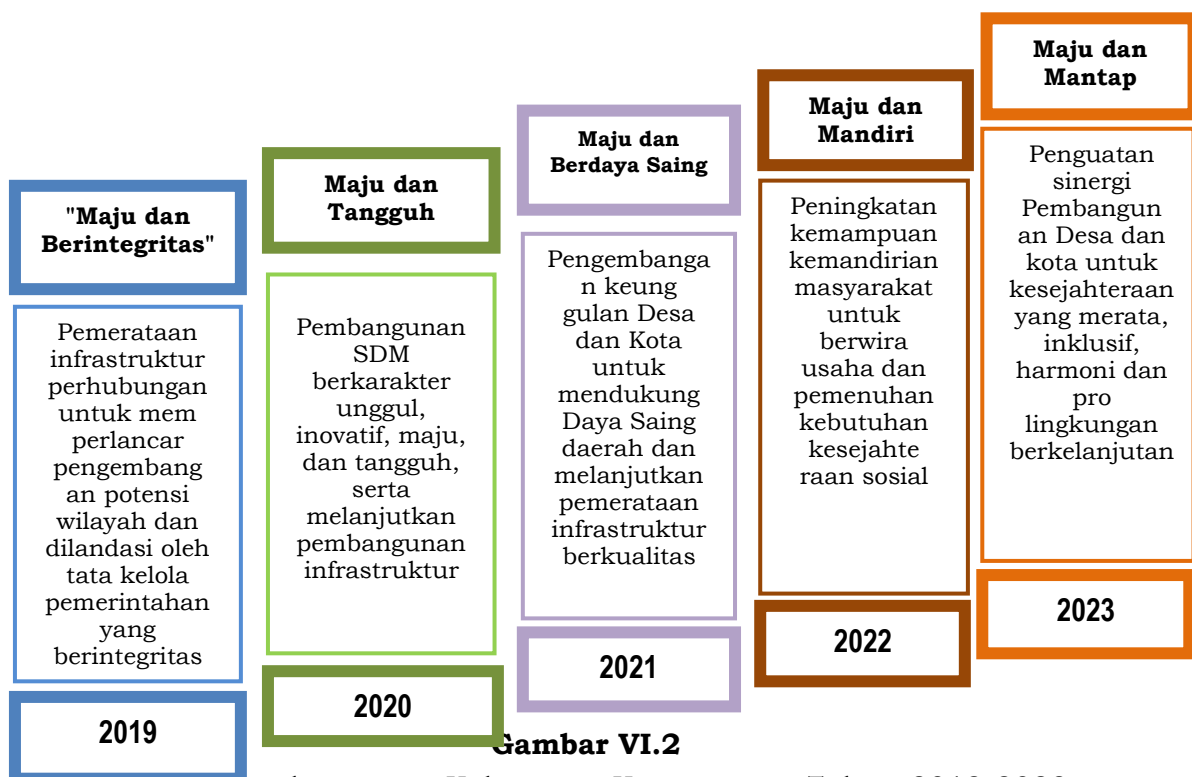 "Maju dan
Berintegritas"
Pemerataan
infrastruktur
perhubungan
untuk mem
perlancar
pengembang
an potensi
wilayah dan
dilandasi oleh
tata kelola
pemerintahan
yang
berintegritas
2019
Maju dan
Tangguh
Pembangunan
SDM
berkarakter
unggul,
inovatif, maju,
dan tangguh,
serta
melanjutkan
pembangunan
infrastruktur
2020
Maju dan
Berdaya Saing
Pengembanga
n keung
gulan Desa
dan Kota
untuk
mendukung
Daya Saing
daerah dan
melanjutkan
pemerataan
infrastruktur
berkualitas
2021
Maju dan
Mandiri
Peningkatan
kemampuan
kemandirian
masyarakat
untuk
berwira
usaha dan
pemenuhan
kebutuhan
kesejahte
raan sosial
2022
Maju dan
Mantap
Penguatan
sinergi
Pembangun
an Desa dan
kota untuk
kesejahteraan
yang merata,
inklusif,
harmoni dan
pro
lingkungan
berkelanjutan
2023
Gambar VI.2